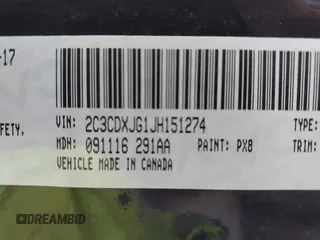 -17
FETY,
VIN: 2C3CDXJG1JH151274
TYPE:
MDH: 091116 291AA
PAINT: PX8
TRIM:
VEHICLE MADE IN CANADA
DREAMBID